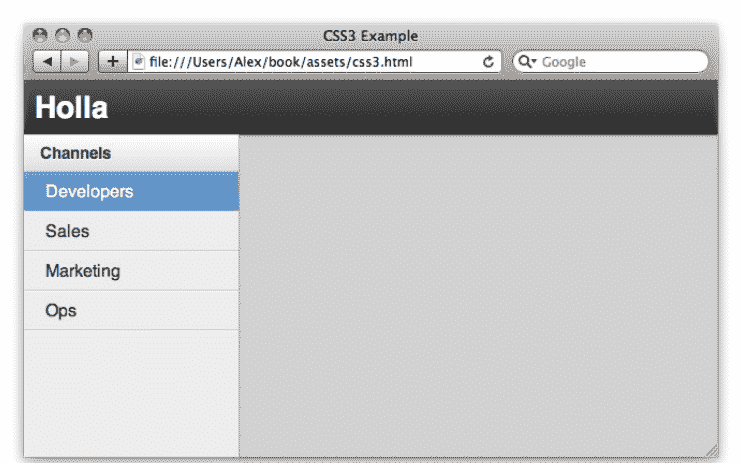 CSS3 Example
file:///Users/Alex/book/assets/css3.html
Google
Holla
Channels
Developers
Sales
Marketing
Ops